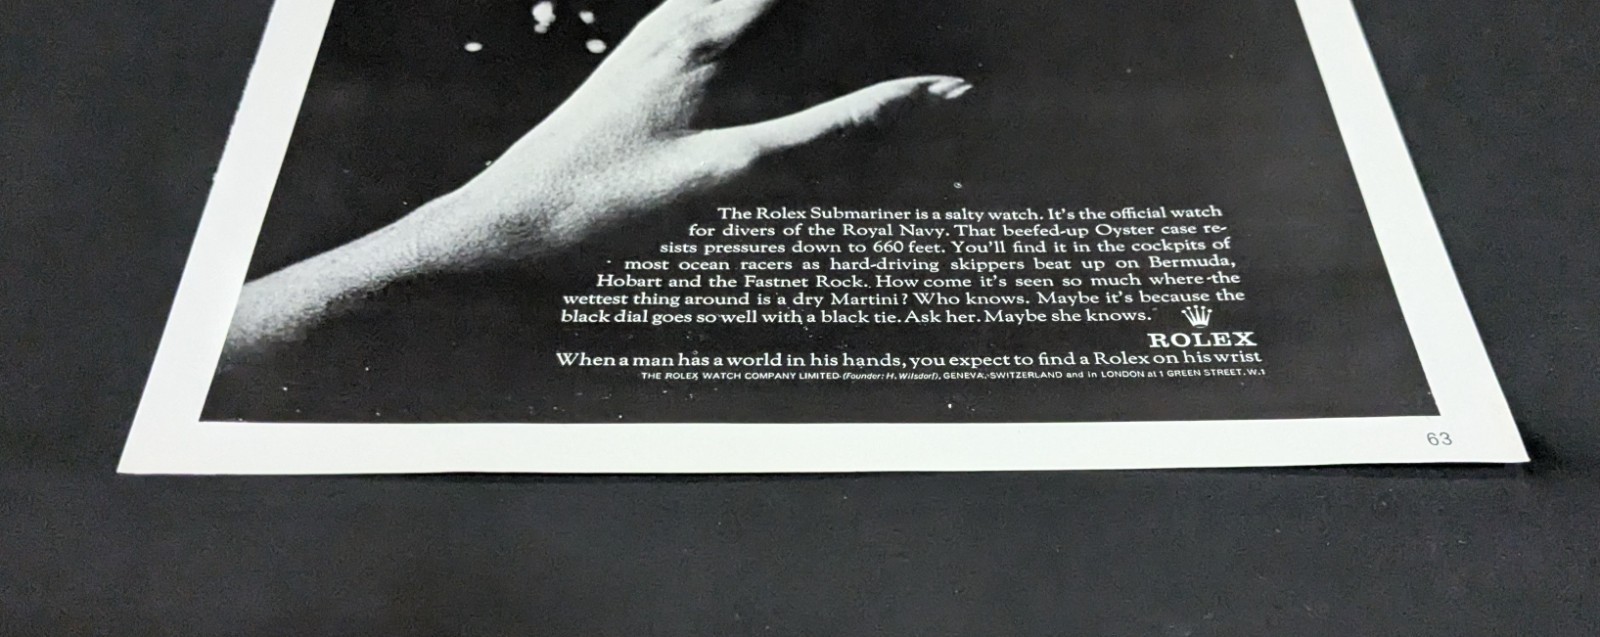 The Rolex Submariner is a salty watch. It's the official watch
for divers of the Royal Navy. That beefed-up Oyster case re-
sists pressures down to 660 feet. You'll find it in the cockpits of
most ocean racers as hard-driving skippers beat up on Bermuda,
Hobart and the Fastnet Rock. How come it's seen so much where the
wettest thing around is a dry Martini? Who knows. Maybe it's because the
black dial goes so well with a black tie. Ask her. Maybe she knows.
ROLEX
When a man has a world in his hands, you expect to find a Rolex on his wrist
THE ROLEX WATCH COMPANY LIMITED (Founder: H. Wilsdorf), GENEVA, SWITZERLAND and in LONDON at 1 GREEN STREET, W.1
63